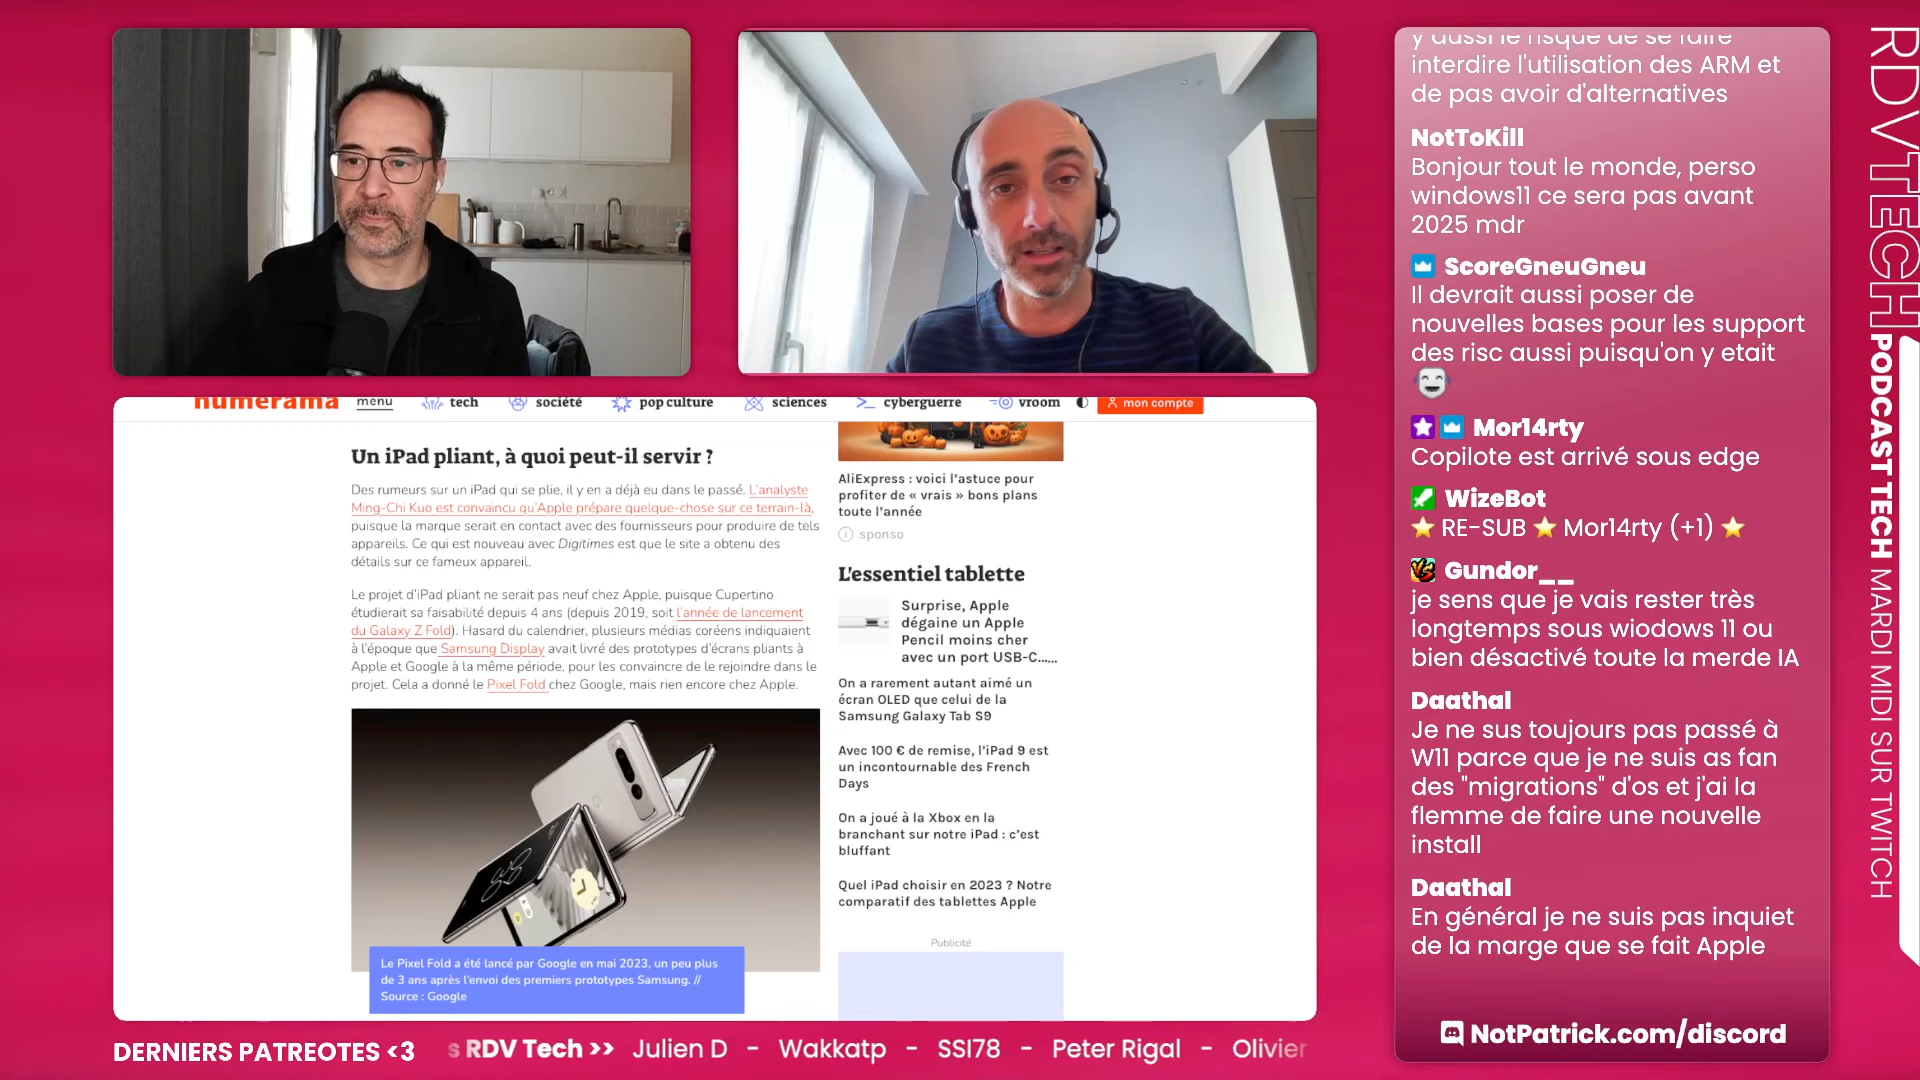 numerama
menu
tech
société
pop culture
sciences
cyberguerre
vroom
mon compte
Un iPad pliant, à quoi peut-il servir ?
Des rumeurs sur un iPad qui se plie, il y en a déjà eu dans le passé. L'analyste
Ming-Chi Kuo est convaincu qu'Apple prépare quelque-chose sur ce terrain-là,
puisque la marque serait en contact avec des fournisseurs pour produire de tels
appareils. Ce qui est nouveau avec Digitimes est que le site a obtenu des
détails sur ce fameux appareil.
Le projet d'iPad pliant ne serait pas neuf chez Apple, puisque Cupertino
étudierait sa faisabilité depuis 4 ans (depuis 2019, soit l'année de lancement
du Galaxy Z Fold). Hasard du calendrier, plusieurs médias coréens indiquaient
à l'époque que Samsung Display avait livré des prototypes d'écrans pliants à
Apple et Google à la même période, pour les convaincre de le rejoindre dans le
projet. Cela a donné le Pixel Fold chez Google, mais rien encore chez Apple.
Le Pixel Fold a été lancé par Google en mai 2023, un peu plus
de 3 ans après l'envoi des premiers prototypes Samsung. //
Source : Google
AliExpress : voici l'astuce pour
profiter de « vrais » bons plans
toute l'année
sponso
L'essentiel tablette
Surprise, Apple
dégaine un Apple
Pencil moins cher
avec un port USB-C……
On a rarement autant aimé un
écran OLED que celui de la
Samsung Galaxy Tab S9
Avec 100 € de remise, l'iPad 9 est
un incontournable des French
Days
On a joué à la Xbox en la
branchant sur notre iPad : c'est
bluffant
Quel iPad choisir en 2023 ? Notre
comparatif des tablettes Apple
Publicité
y aussi le risque de se faire
interdire l'utilisation des ARM et
de pas avoir d'alternatives
NotToKill
Bonjour tout le monde, perso
windows11 ce sera pas avant
2025 mdr
ScoreGneuGneu
Il devrait aussi poser de
nouvelles bases pour les support
des risc aussi puisqu'on y etait
Mor14rty
Copilote est arrivé sous edge
WizeBot
RE-SUB Mor14rty (+1)
Gundor__
je sens que je vais rester très
longtemps sous wiodows 11 ou
bien désactivé toute la merde IA
Daathal
Je ne sus toujours pas passé à
W11 parce que je ne suis as fan
des "migrations" d'os et j'ai la
flemme de faire une nouvelle
install
Daathal
En général je ne suis pas inquiet
de la marge que se fait Apple
NotPatrick.com/discord
RDVTECH PODCAST TECH MARDI MIDI SUR TWITCH
DERNIERS PATREOTES <3
s RDV Tech >> Julien D - Wakkatp - SSI78 - Peter Rigal - Olivier